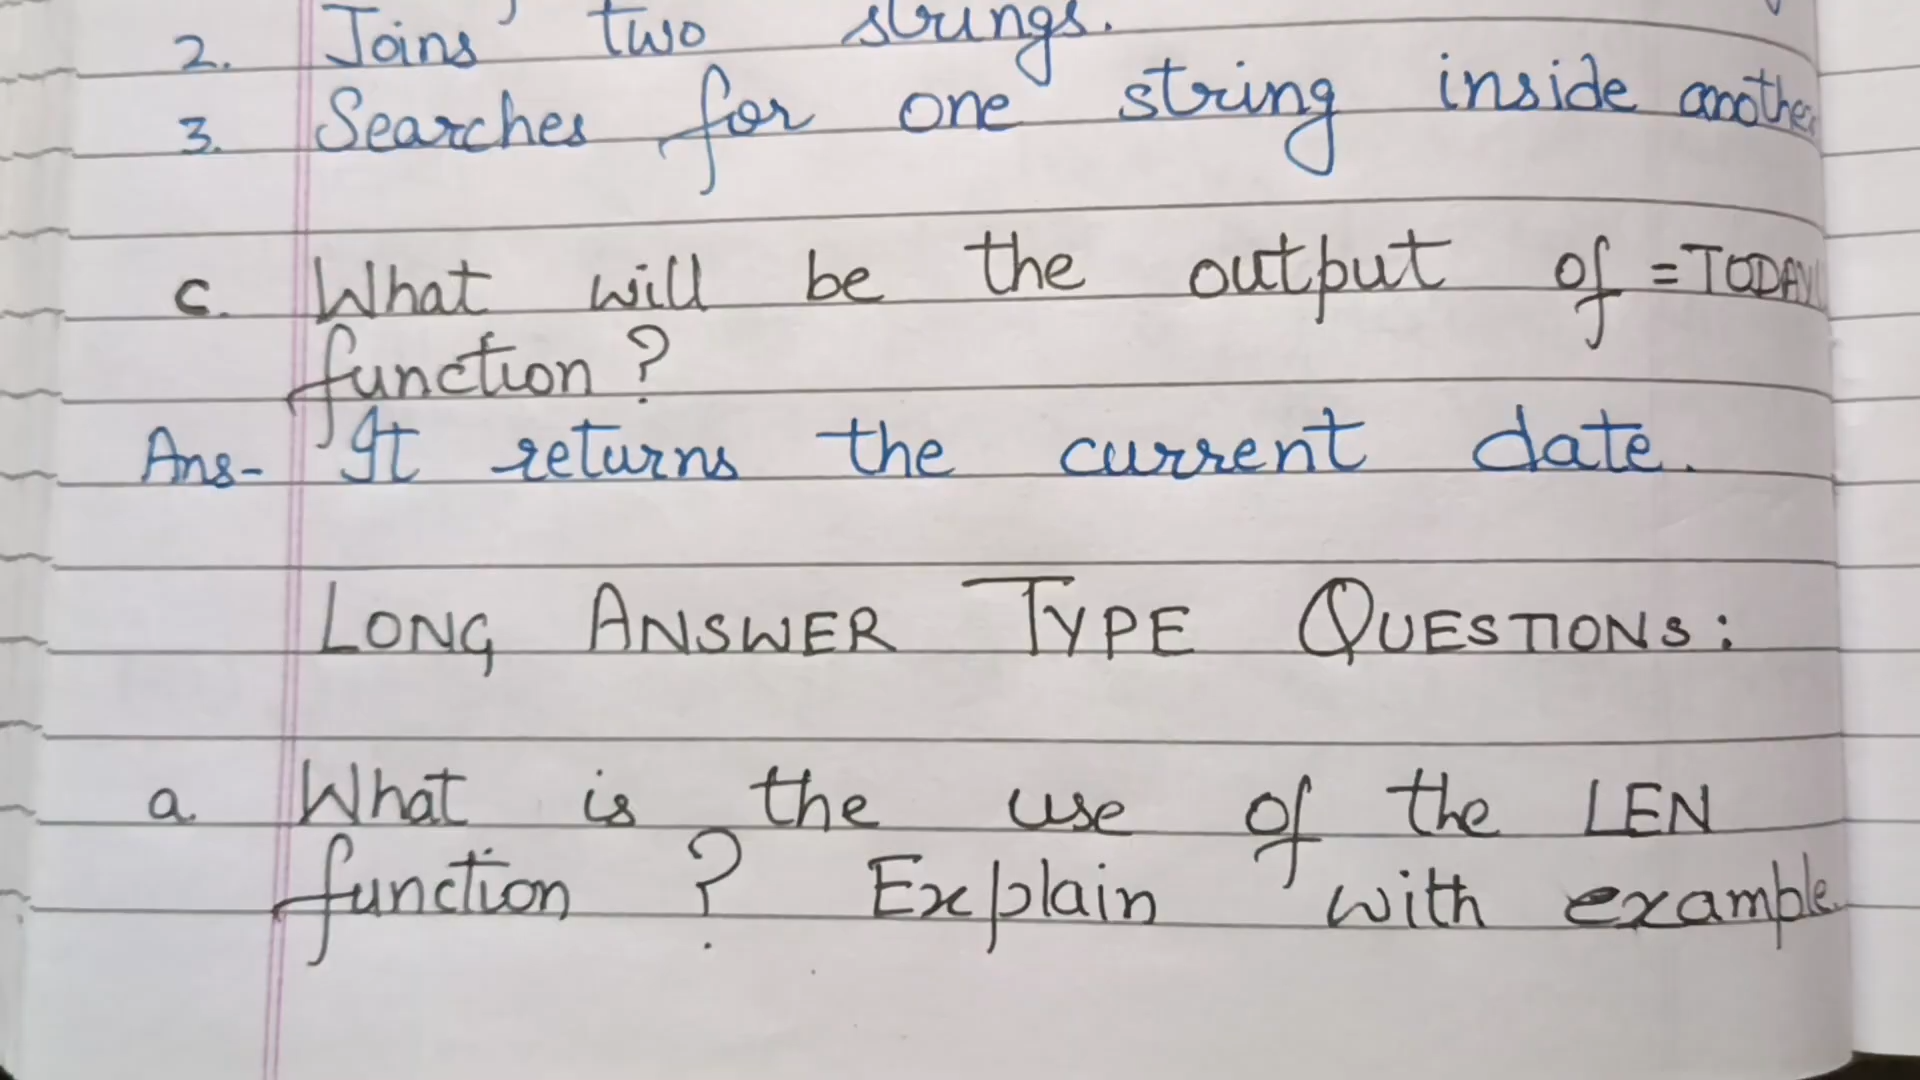 2. Joins two strings.
3. Searches for one string inside another
c. What will be the output of =TODAY
function?
Ans- It returns the current date.
LONG ANSWER TYPE QUESTIONS:
a. What is the use of the LEN
function ? Explain with example.